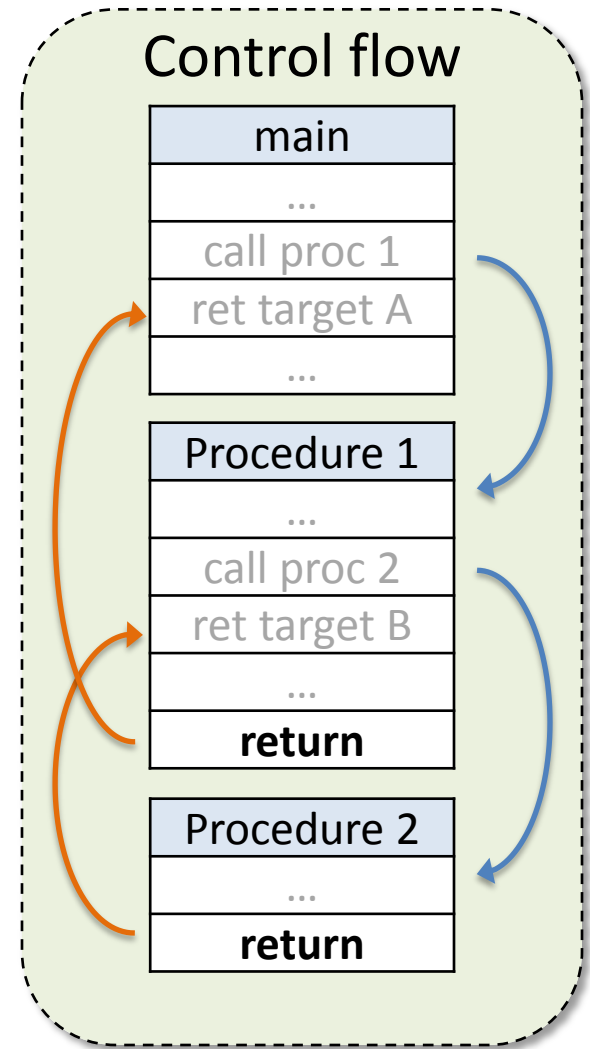 Control flow
main
...
call proc 1
ret target A
...
Procedure 1
...
call proc 2
ret target B
...
return
Procedure 2
...
return